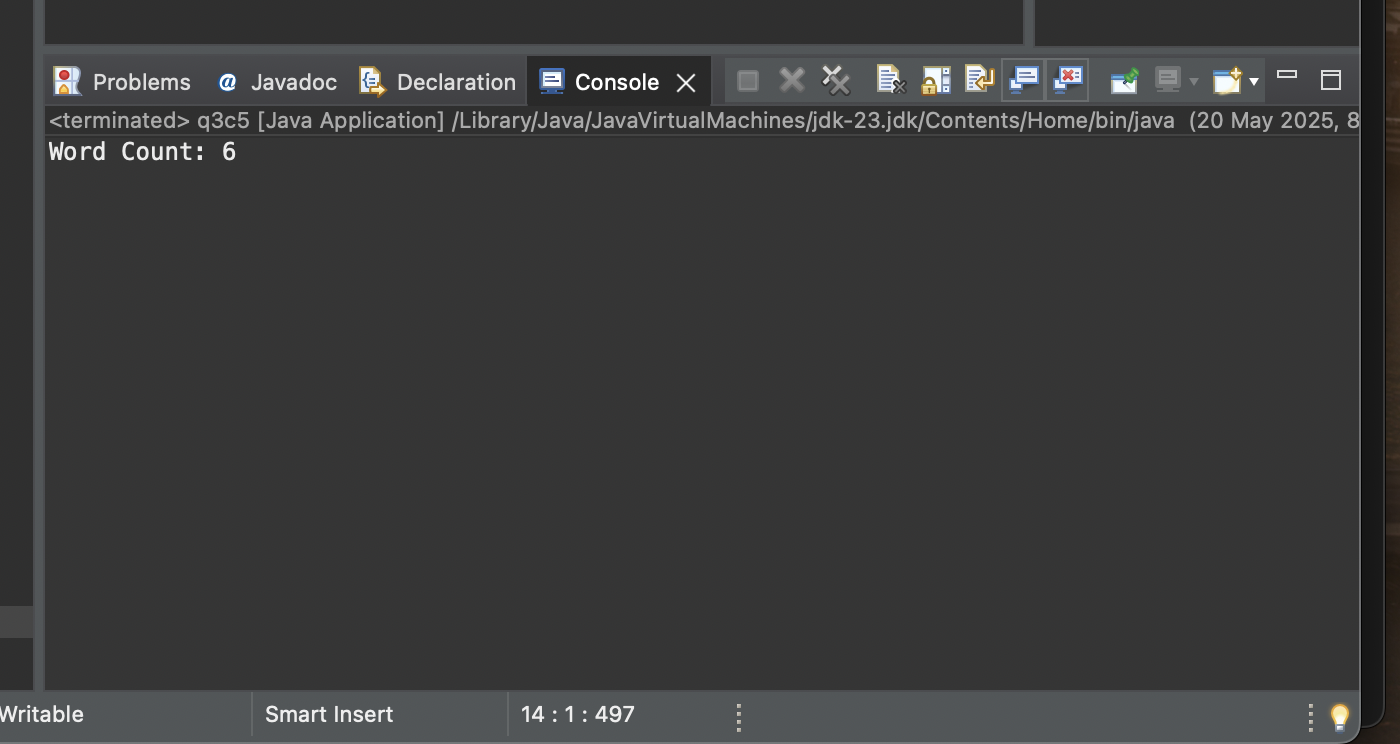 Problems @ Javadoc Declaration Console
<terminated> q3c5 [Java Application] /Library/Java/JavaVirtualMachines/jdk-23.jdk/Contents/Home/bin/java (20 May 2025, 8
Word Count: 6
Writable Smart Insert 14 : 1 : 497